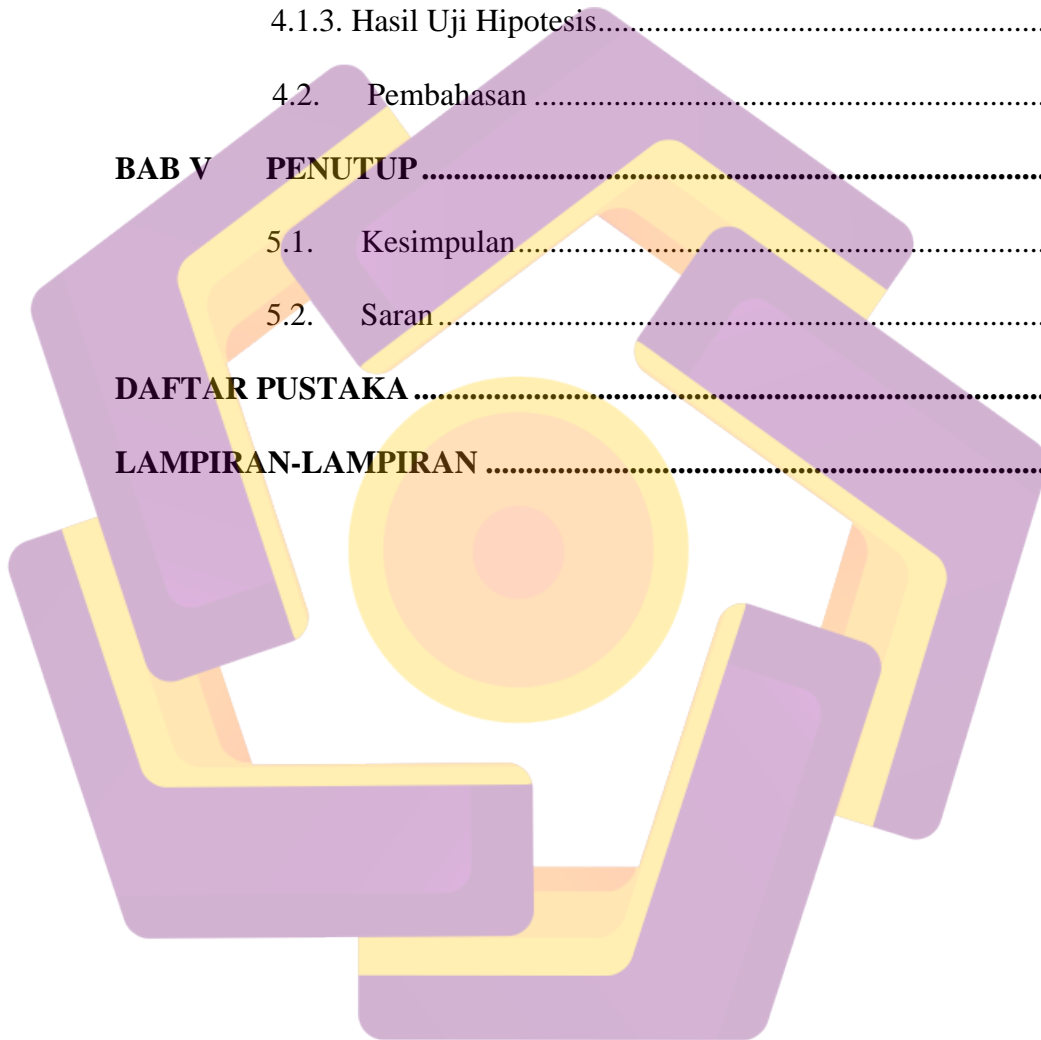 4.1.3. Hasil Uji Hipotesis..........................................................
4.2. Pembahasan ..................................................................
BAB V PENUTUP ..............................................................................
5.1. Kesimpulan.....................................................................
5.2. Saran ..............................................................................
DAFTAR PUSTAKA ..............................................................................
LAMPIRAN-LAMPIRAN .....................................................................